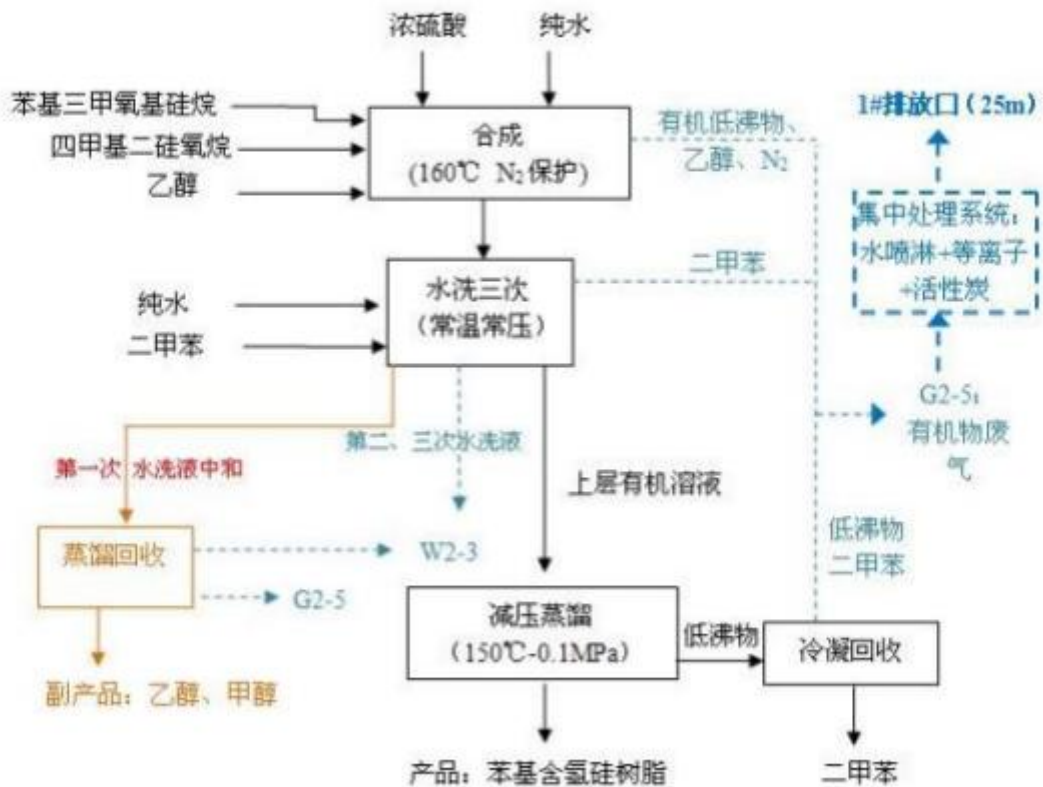 浓硫酸
纯水
苯基三甲氧基硅烷
四甲基二硅氧烷
乙醇
合成
(160℃ N₂保护)
有机低沸物、
乙醇、N₂
1#排放口(25m)
集中处理系统:
水喷淋+等离子
+活性炭
纯水
二甲苯
水洗三次
(常温常压)
二甲苯
G2-5:
有机物废
气
第一次 水洗液中和
第二、三次水洗液
上层有机溶液
低沸物
二甲苯
蒸馏回收
W2-3
G2-5
减压蒸馏
(150℃-0.1MPa)
低沸物
冷凝回收
副产品:乙醇、甲醇
产品:苯基含氢硅树脂
二甲苯